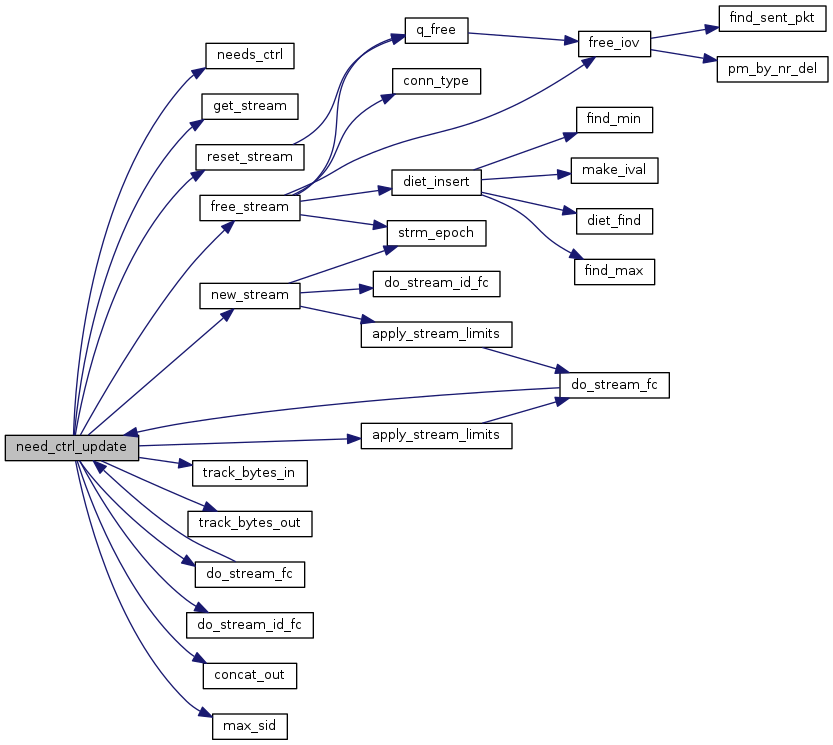 find_sent_pkt
q_free
free_iov
needs_ctrl
pm_by_nr_del
conn_type
get_stream
find_min
reset_stream
make_ival
diet_insert
free_stream
diet_find
strm_epoch
find_max
do_stream_id_fc
new_stream
apply_stream_limits
do_stream_fc
apply_stream_limits
need_ctrl_update
track_bytes_in
track_bytes_out
do_stream_fc
do_stream_id_fc
concat_out
max_sid